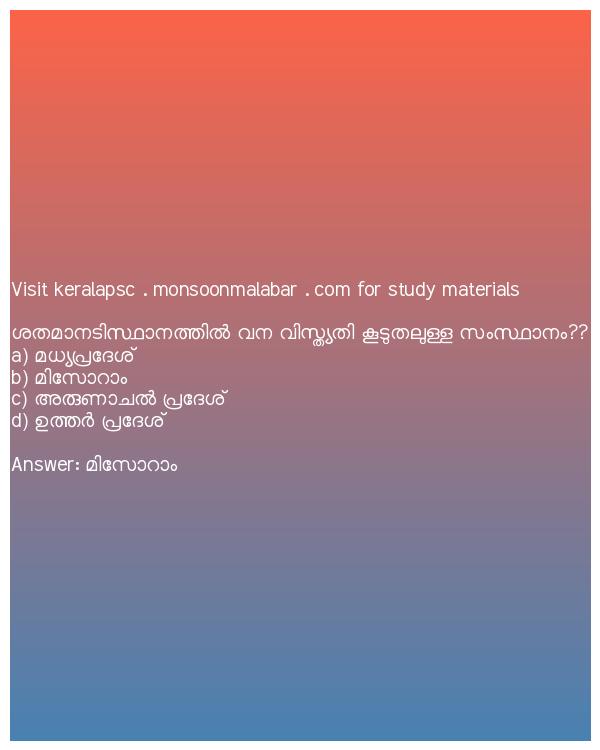 Visit keralapsc . monsoonmalabar . com for study materials
ശതമാനടിസ്ഥാനത്തിൽ വന വിസ്തൃതി കൂടുതലുള്ള സംസ്ഥാനം??
a) മധ്യപ്രദേശ്
b) മിസോറാം
c) അരുണാചൽ പ്രദേശ്
d) ഉത്തർ പ്രദേശ്
Answer: മിസോറാം